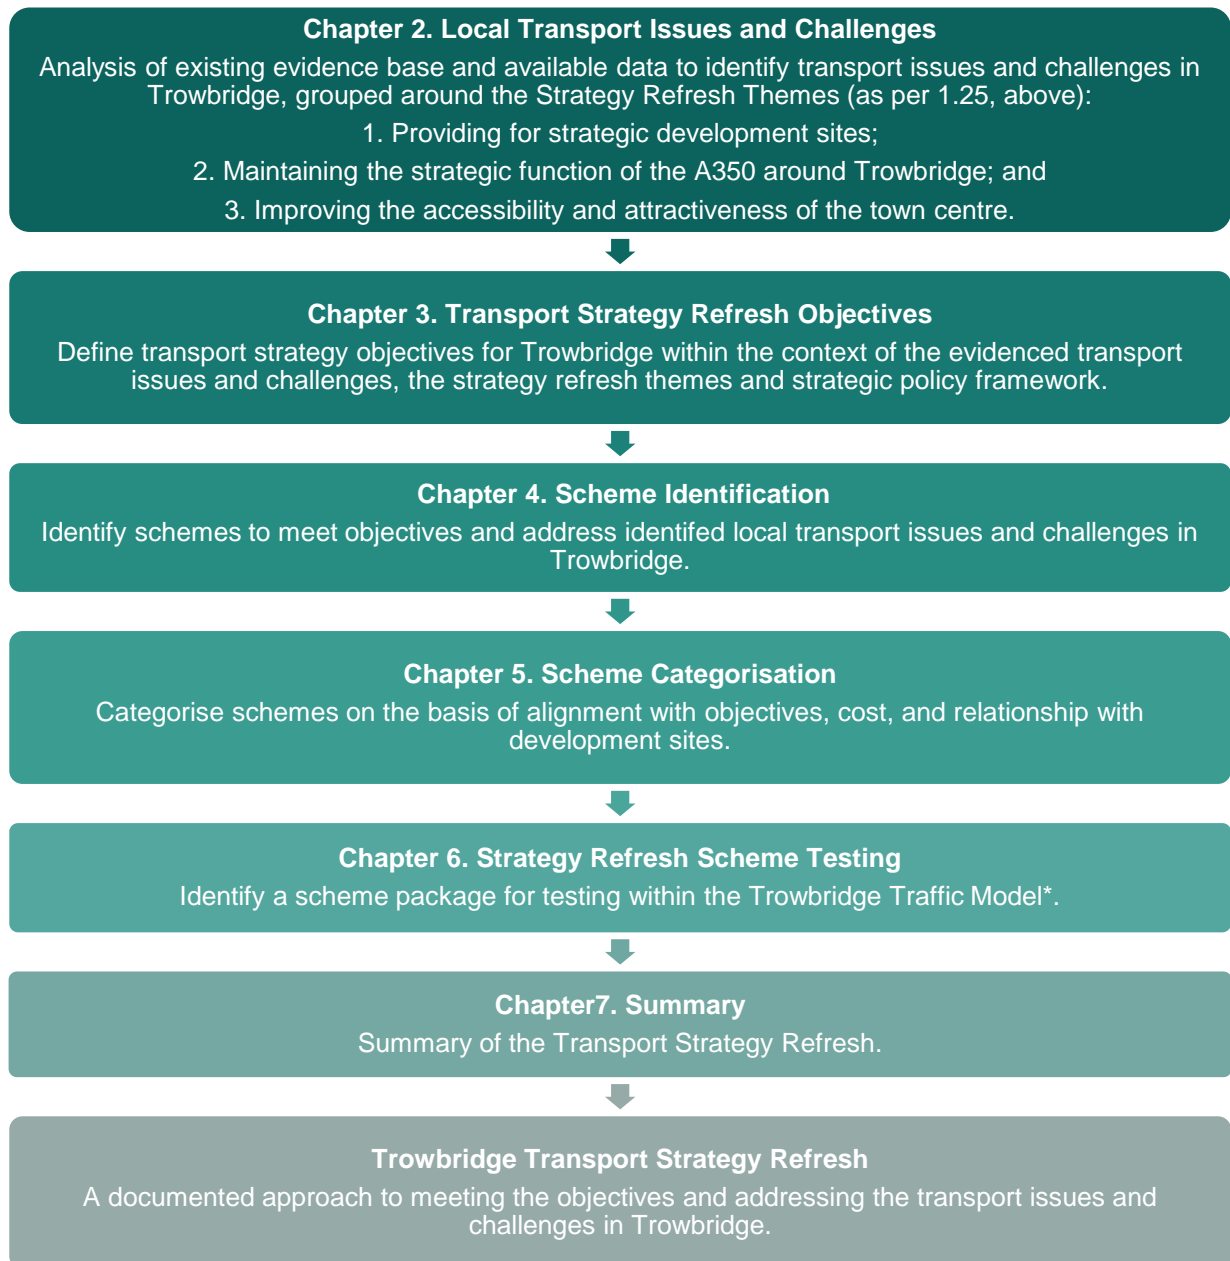 Chapter 2. Local Transport Issues and Challenges
Analysis of existing evidence base and available data to identify transport issues and challenges in
Trowbridge, grouped around the Strategy Refresh Themes (as per 1.25, above):
1. Providing for strategic development sites;
2. Maintaining the strategic function of the A350 around Trowbridge; and
3. Improving the accessibility and attractiveness of the town centre.
Chapter 3. Transport Strategy Refresh Objectives
Define transport strategy objectives for Trowbridge within the context of the evidenced transport
issues and challenges, the strategy refresh themes and strategic policy framework.
Chapter 4. Scheme Identification
Identify schemes to meet objectives and address identifed local transport issues and challenges in
Trowbridge.
Chapter 5. Scheme Categorisation
Categorise schemes on the basis of alignment with objectives, cost, and relationship with
development sites.
Chapter 6. Strategy Refresh Scheme Testing
Identify a scheme package for testing within the Trowbridge Traffic Model*.
Chapter7. Summary
Summary of the Transport Strategy Refresh.
Trowbridge Transport Strategy Refresh
A documented approach to meeting the objectives and addressing the transport issues and
challenges in Trowbridge.